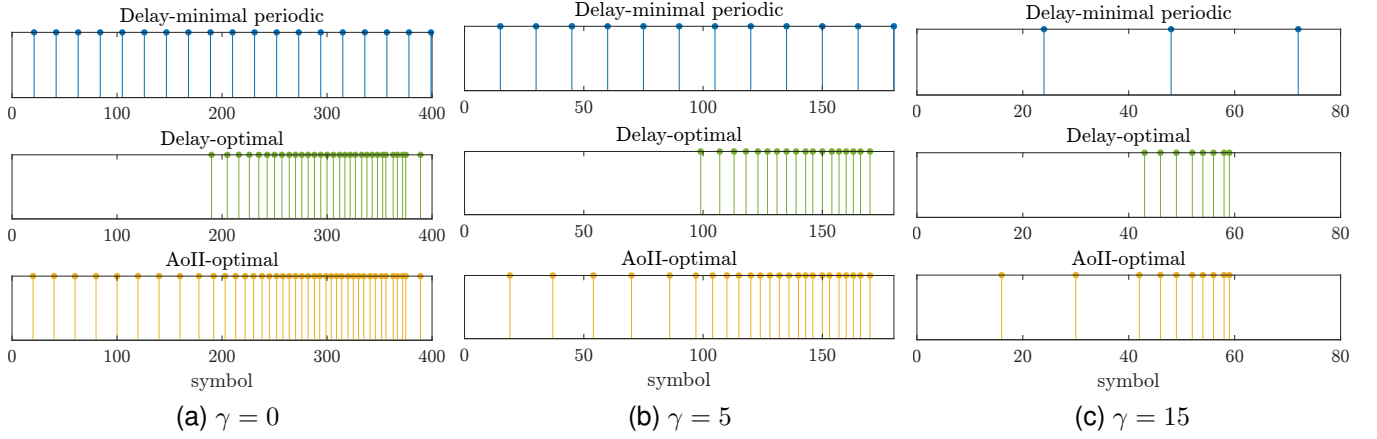 Delay-minimal periodic
0 100 200 300 400
Delay-optimal
0 100 200 300 400
AoII-optimal
0 100 200 300 400
symbol
(a) γ = 0
Delay-minimal periodic
0 50 100 150
Delay-optimal
0 50 100 150
AoII-optimal
0 50 100 150
symbol
(b) γ = 5
Delay-minimal periodic
0 20 40 60 80
Delay-optimal
0 20 40 60 80
AoII-optimal
0 20 40 60 80
symbol
(c) γ = 15